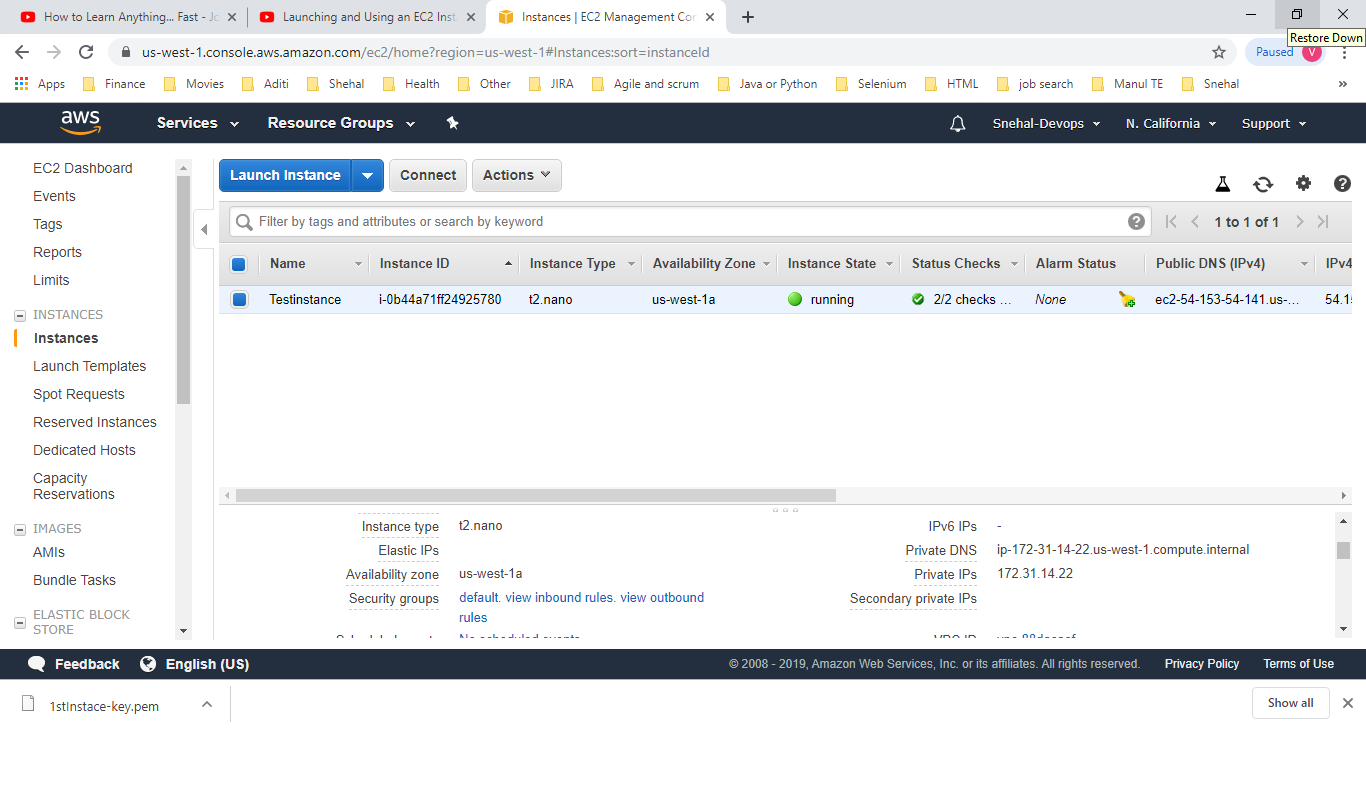 How to Learn Anything... Fast - Jo
Launching and Using an EC2 Inst
Instances | EC2 Management Con
Restore Down
us-west-1.console.aws.amazon.com/ec2/home?region=us-west-1#Instances:sort=instanceId
Paused
V
Apps
Finance
Movies
Aditi
Shehal
Health
Other
JIRA
Agile and scrum
Java or Python
Selenium
HTML
job search
Manul TE
Snehal
»
aws
Services
Resource Groups
Snehal-Devops
N. California
Support
EC2 Dashboard
Events
Tags
Reports
Limits
INSTANCES
Instances
Launch Templates
Spot Requests
Reserved Instances
Dedicated Hosts
Capacity
Reservations
IMAGES
AMIs
Bundle Tasks
ELASTIC BLOCK
STORE
Launch Instance
Connect
Actions
Filter by tags and attributes or search by keyword
1 to 1 of 1
Name
Instance ID
Instance Type
Availability Zone
Instance State
Status Checks
Alarm Status
Public DNS (IPv4)
IPv4
Testinstance
i-0b44a71ff24925780
t2.nano
us-west-1a
running
2/2 checks ...
None
ec2-54-153-54-141.us-...
54.15
Instance type
t2.nano
IPv6 IPs
-
Elastic IPs
Private DNS
ip-172-31-14-22.us-west-1.compute.internal
Availability zone
us-west-1a
Private IPs
172.31.14.22
Security groups
default. view inbound rules. view outbound
rules
Secondary private IPs
No scheduled events
VPC ID
Feedback
English (US)
© 2008 - 2019, Amazon Web Services, Inc. or its affiliates. All rights reserved.
Privacy Policy
Terms of Use
1stInstace-key.pem
Show all